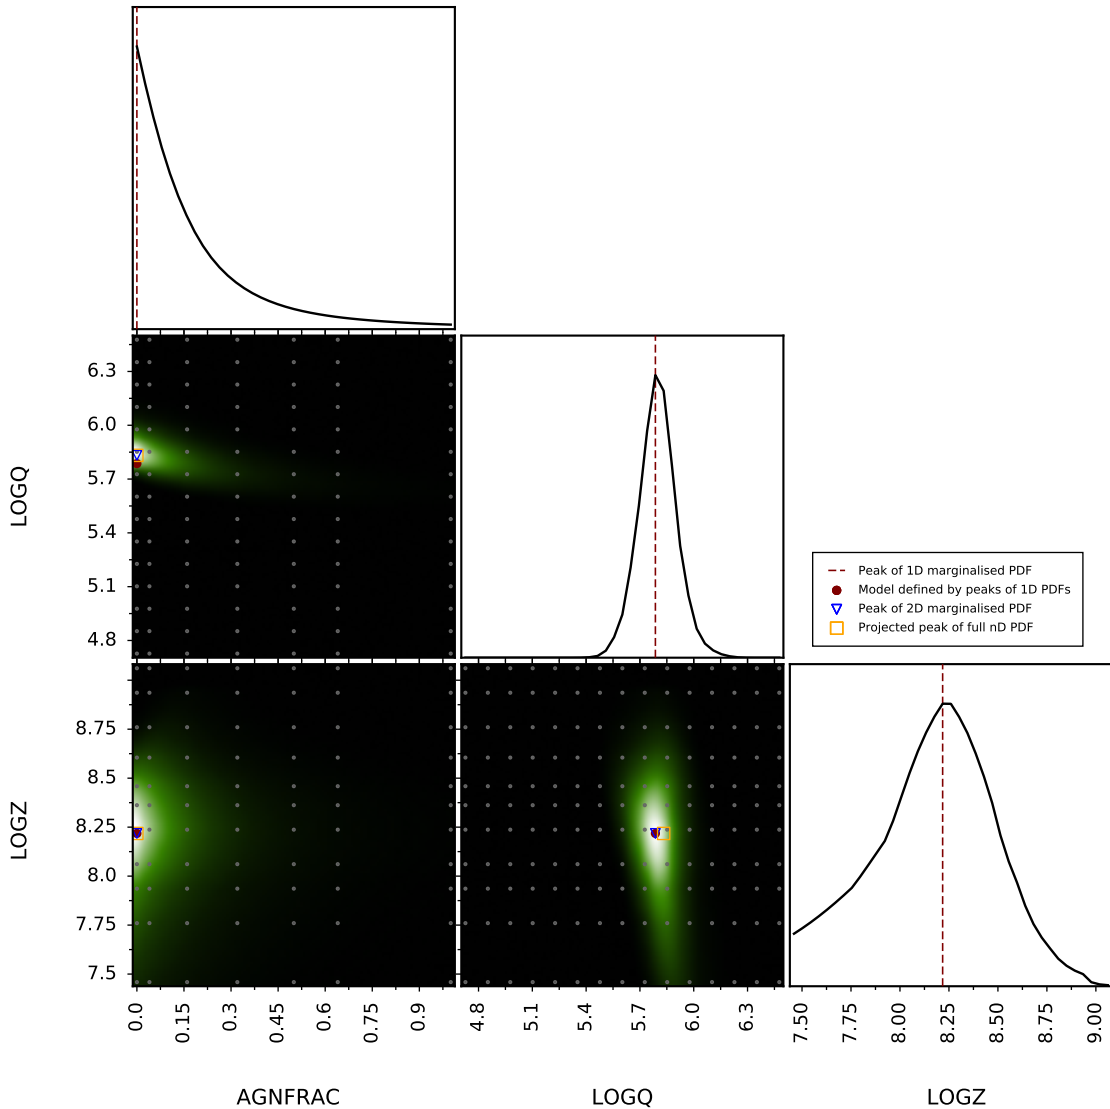 6.3
6.0
5.7
5.4
5.1
4.8
LOGQ
Peak of 1D marginalised PDF
Model defined by peaks of 1D PDFs
Peak of 2D marginalised PDF
Projected peak of full nD PDF
8.75
8.5
8.25
8.0
7.75
7.5
LOGZ
0.0 0.15 0.3 0.45 0.6 0.75 0.9
4.8 5.1 5.4 5.7 6.0 6.3
7.50 7.75 8.00 8.25 8.50 8.75 9.00
AGNFRAC
LOGQ
LOGZ